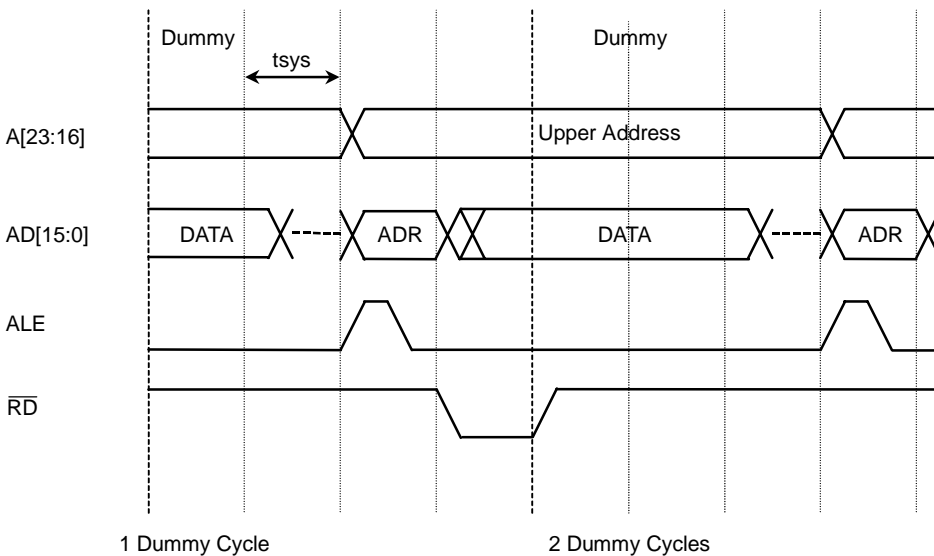 Dummy Dummy
tsys
A[23:16] Upper Address
AD[15:0] DATA ADR DATA ADR
ALE
RD
1 Dummy Cycle 2 Dummy Cycles